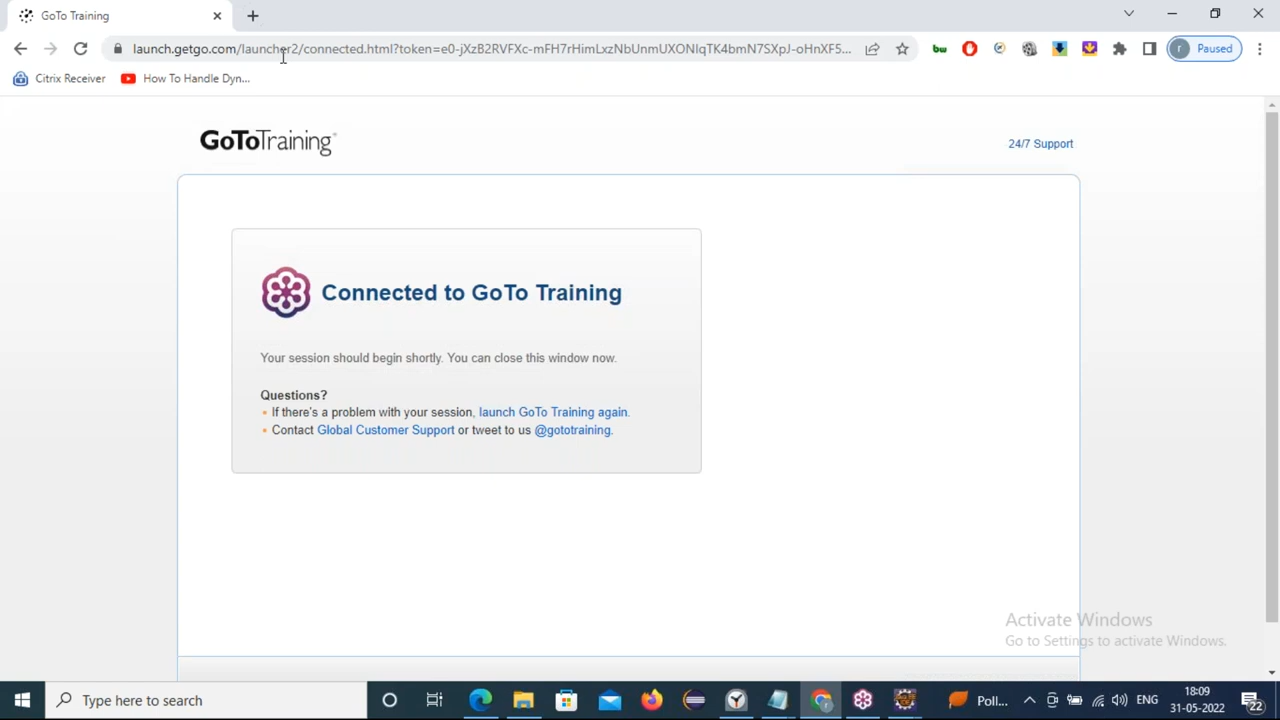 GoTo Training
launch.getgo.com/launcher2/connected.html?token=e0-jXzB2RVFXc-mFH7rHimLxzNbUnmUXONIqTK4bmN7SXpJ-oHnXF5...
bw
r
Paused
Citrix Receiver
How To Handle Dyn...
GoToTraining
24/7 Support
Connected to GoTo Training
Your session should begin shortly. You can close this window now.
Questions?
If there's a problem with your session, launch GoTo Training again.
Contact Global Customer Support or tweet to us @gototraining.
Activate Windows
Go to Settings to activate Windows.
Type here to search
Poll...
ENG
18:09
31-05-2022
22